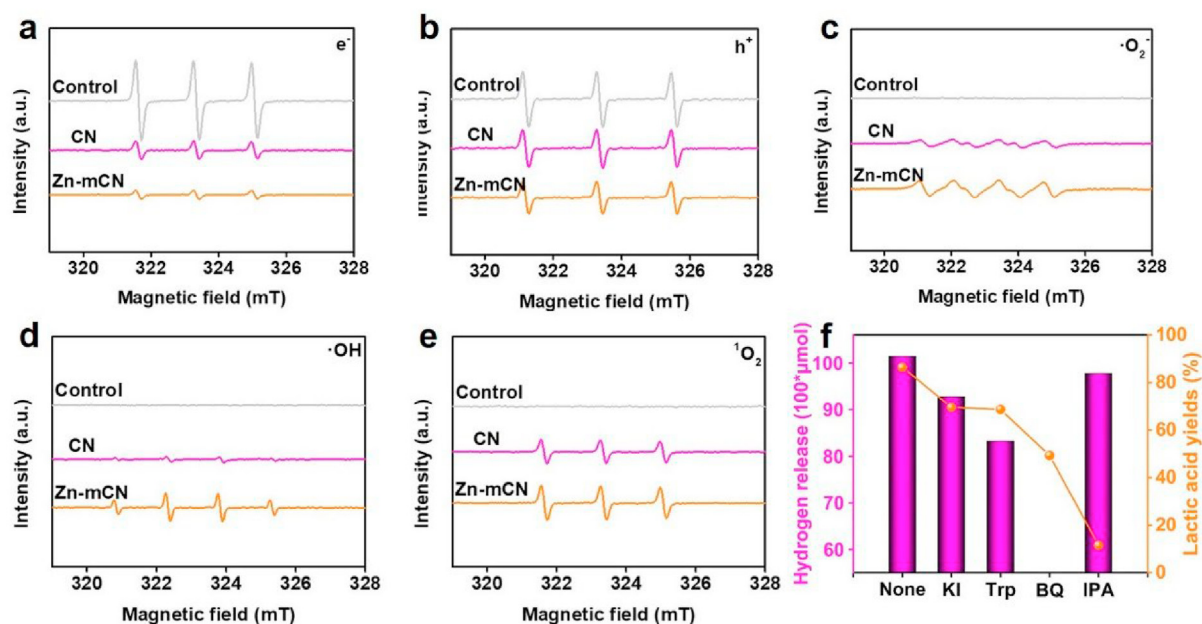 a
e⁻
Control
CN
Zn-mCN
Intensity (a.u.)
320 322 324 326 328
Magnetic field (mT)
b
h⁺
Control
CN
Zn-mCN
Intensity (a.u.)
320 322 324 326 328
Magnetic field (mT)
c
·O₂⁻
Control
CN
Zn-mCN
Intensity (a.u.)
320 322 324 326 328
Magnetic field (mT)
d
·OH
Control
CN
Zn-mCN
Intensity (a.u.)
320 322 324 326 328
Magnetic field (mT)
e
¹O₂
Control
CN
Zn-mCN
Intensity (a.u.)
320 322 324 326 328
Magnetic field (mT)
f
Hydrogen release (100*μmol)
100
90
80
70
60
Lactic acid yields (%)
100
80
60
40
20
0
None KI Trp BQ IPA